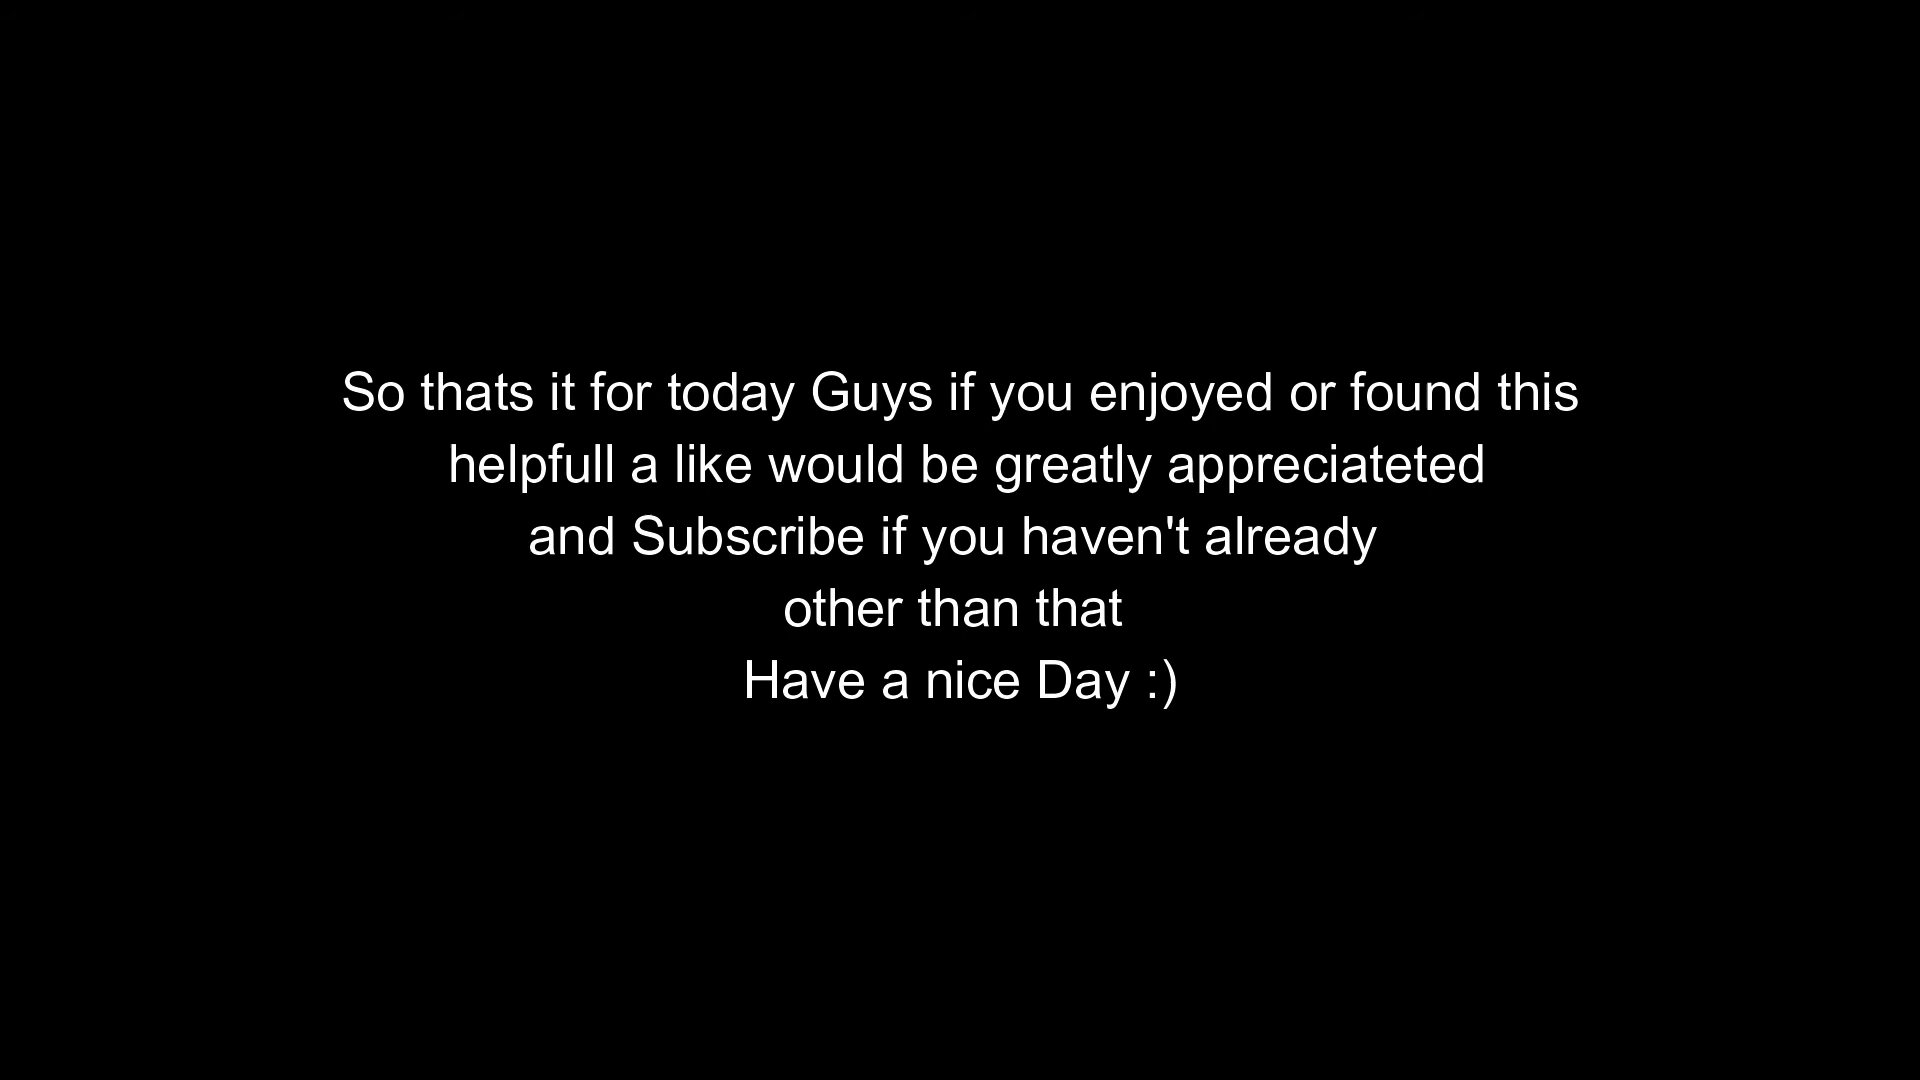 So thats it for today Guys if you enjoyed or found this
helpfull a like would be greatly appreciateted
and Subscribe if you haven't already
other than that
Have a nice Day :)